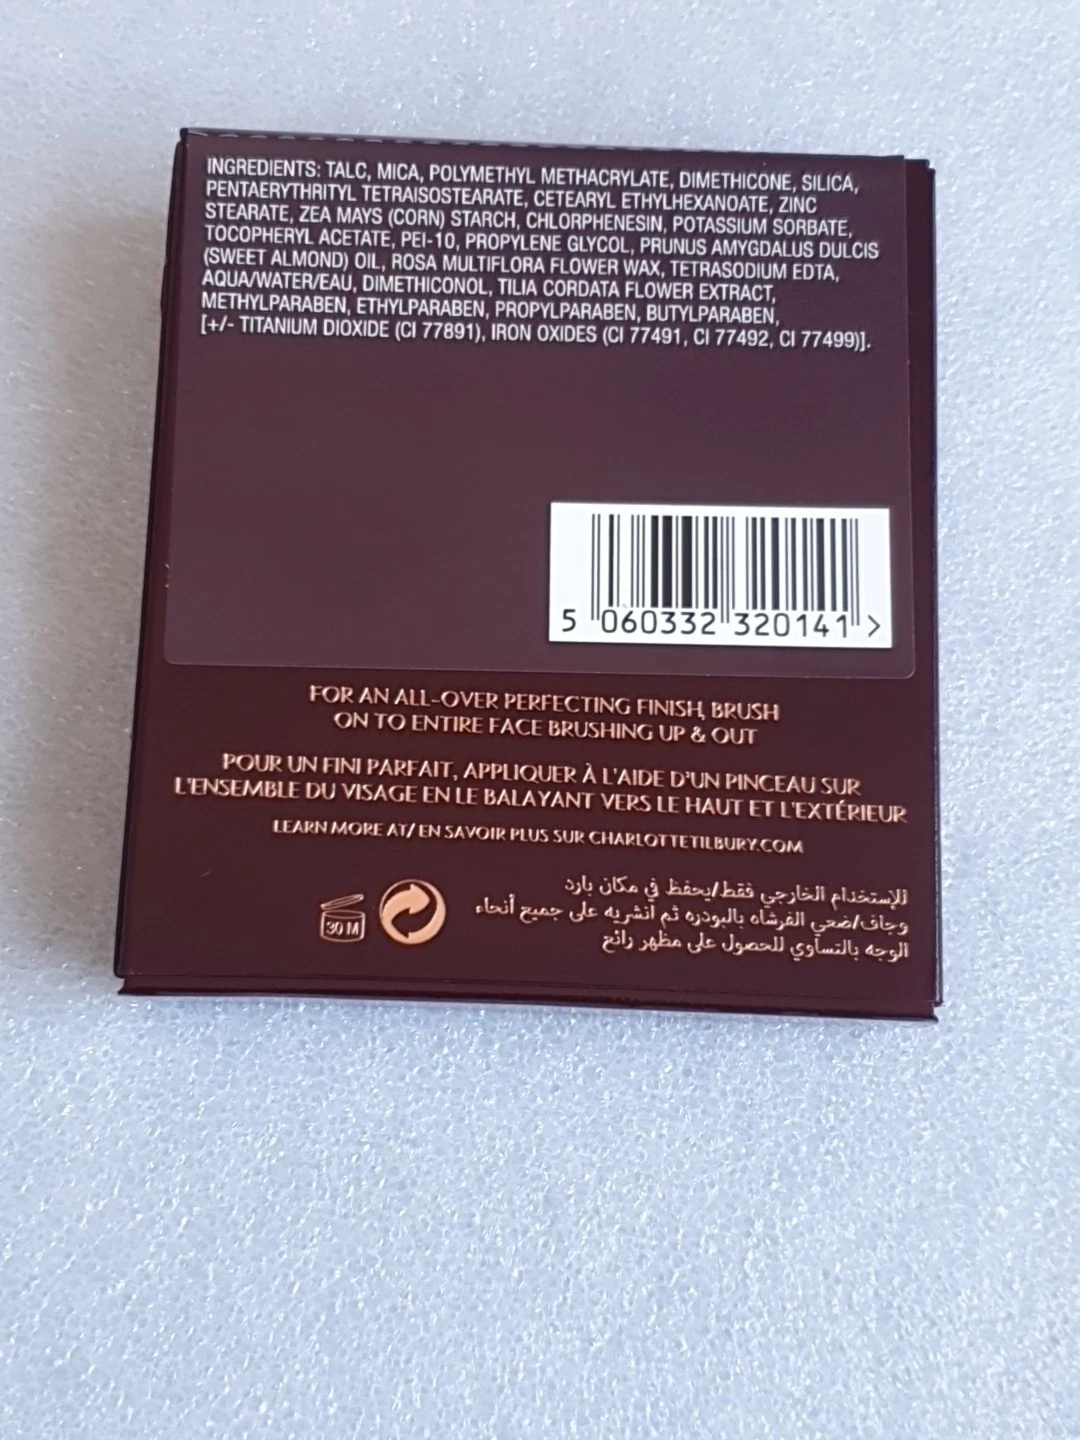 INGREDIENTS: TALC, MICA, POLYMETHYL METHACRYLATE, DIMETHICONE, SILICA,
PENTAERYTHRITYL TETRAISOSTEARATE, CETEARYL ETHYLHEXANOATE, ZINC
STEARATE, ZEA MAYS (CORN) STARCH, CHLORPHENESIN, POTASSIUM SORBATE,
TOCOPHERYL ACETATE, PEI-10, PROPYLENE GLYCOL, PRUNUS AMYGDALUS DULCIS
(SWEET ALMOND) OIL, ROSA MULTIFLORA FLOWER WAX, TETRASODIUM EDTA,
AQUA/WATER/EAU, DIMETHICONOL, TILIA CORDATA FLOWER EXTRACT,
METHYLPARABEN, ETHYLPARABEN, PROPYLPARABEN, BUTYLPARABEN,
[+/- TITANIUM DIOXIDE (CI 77891), IRON OXIDES (CI 77491, CI 77492, CI 77499)].
5 060332 320141 >
FOR AN ALL-OVER PERFECTING FINISH, BRUSH
ON TO ENTIRE FACE BRUSHING UP & OUT
POUR UN FINI PARFAIT, APPLIQUER À L'AIDE D'UN PINCEAU SUR
L'ENSEMBLE DU VISAGE EN LE BALAYANT VERS LE HAUT ET L'EXTÉRIEUR
LEARN MORE AT/ EN SAVOIR PLUS SUR CHARLOTTETILBURY.COM
للإستخدام الخارجي فقط/يحفظ في مكان بارد
وجاف/ضعي الفرشاه بالبودره ثم انشريه على جميع أنحاء
الوجه بالتساوي للحصول على مظهر رائع
30 M